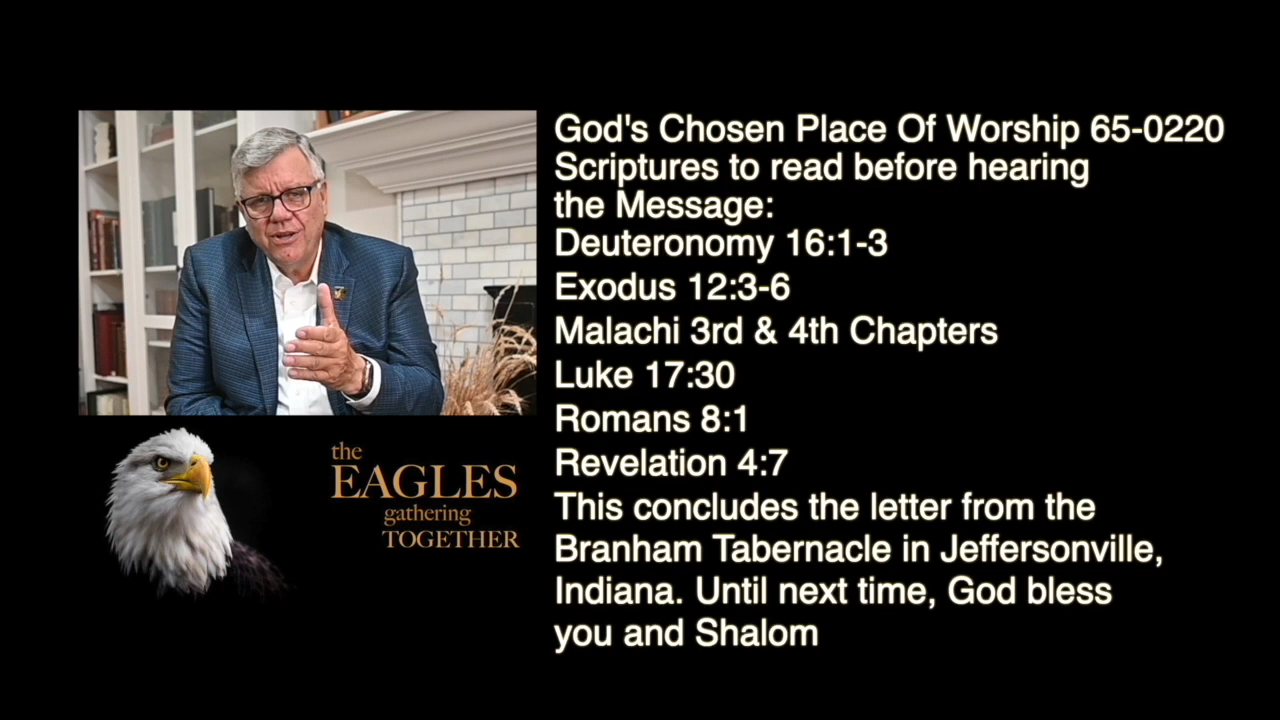 God's Chosen Place Of Worship 65-0220
Scriptures to read before hearing
the Message:
Deuteronomy 16:1-3
Exodus 12:3-6
Malachi 3rd & 4th Chapters
Luke 17:30
Romans 8:1
Revelation 4:7
This concludes the letter from the
Branham Tabernacle in Jeffersonville,
Indiana. Until next time, God bless
you and Shalom
the
EAGLES
gathering
TOGETHER